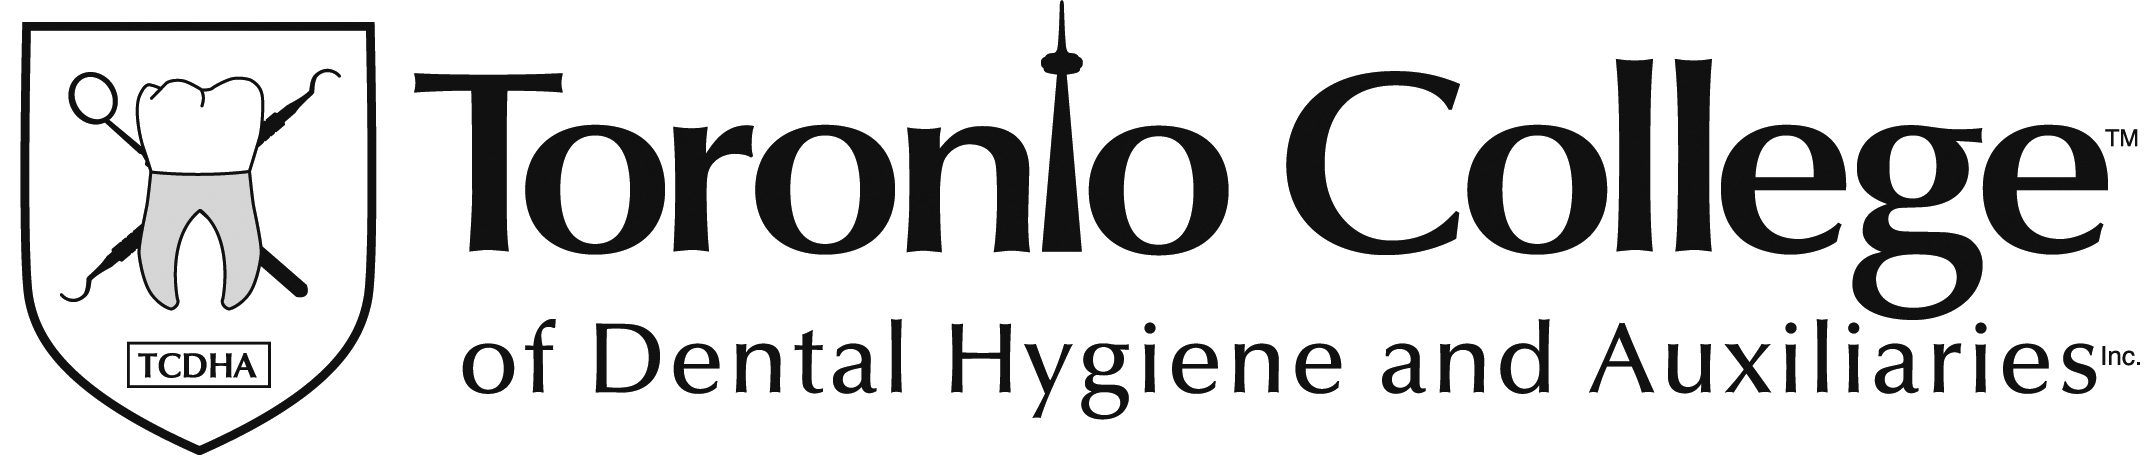 TCDHA
Toronto College™
of Dental Hygiene and Auxiliaries Inc.